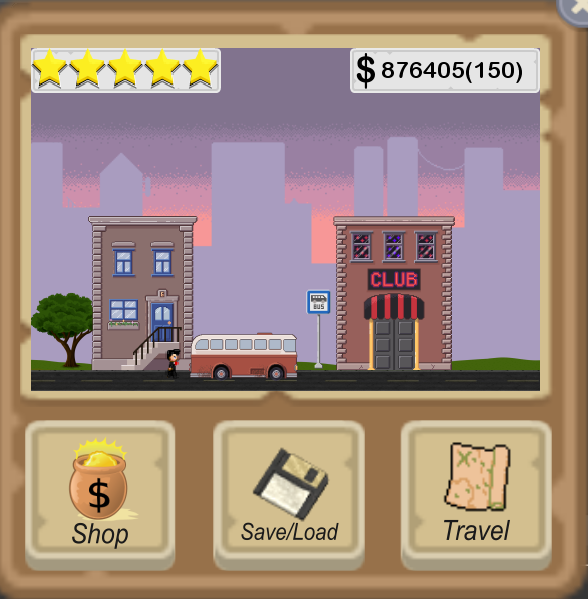 $ 876405(150)
CLUB
BUS
$
Shop
Save/Load
Travel